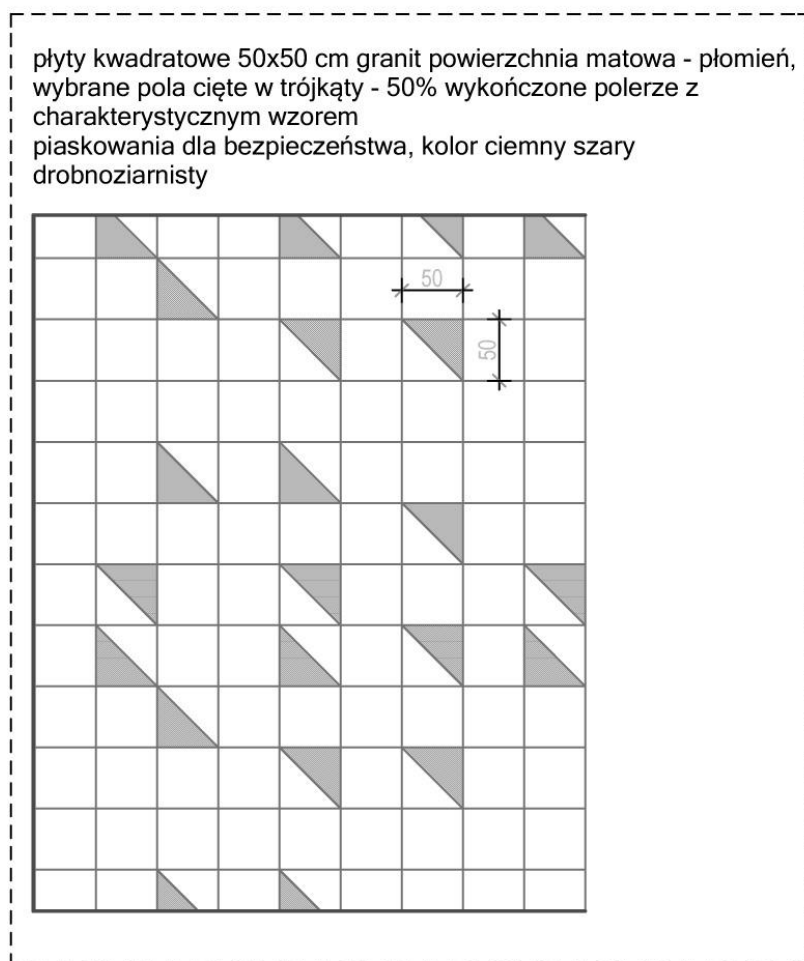 płyty kwadratowe 50x50 cm granit powierzchnia matowa - płomień,
wybrane pola cięte w trójkąty - 50% wykończone polerze z
charakterystycznym wzorem
piaskowania dla bezpieczeństwa, kolor ciemny szary
drobnoziarnisty
50
50